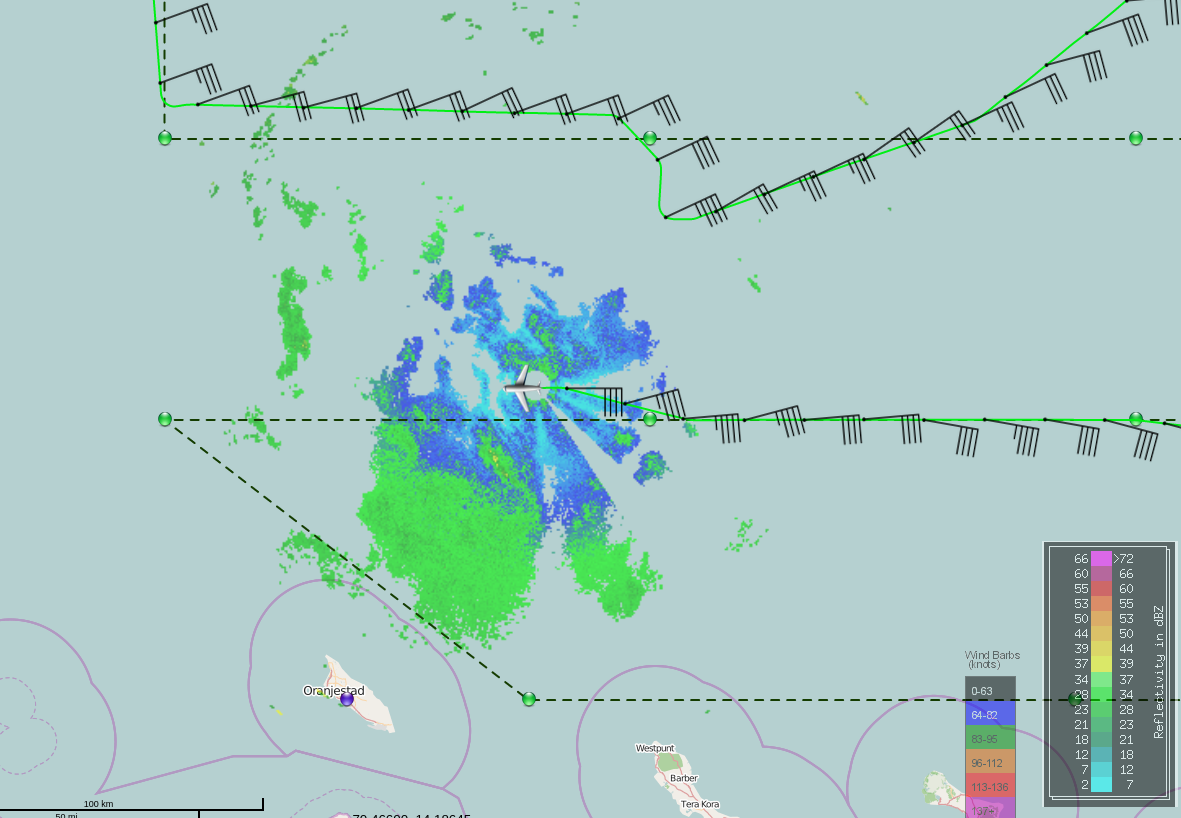 Oranjestad
Westpunt
Barber
Tera Kora
100 km
50 mi
Wind Barbs
(knots)
0-63
64-82
83-95
96-112
113-136
66 >72
60 66
55 60
53 55
50 53
44 50
39 44
37 39
34 37
28 34
23 28
21 23
18 21
12 18
7 12
2 7
Reflectivity in dBZ